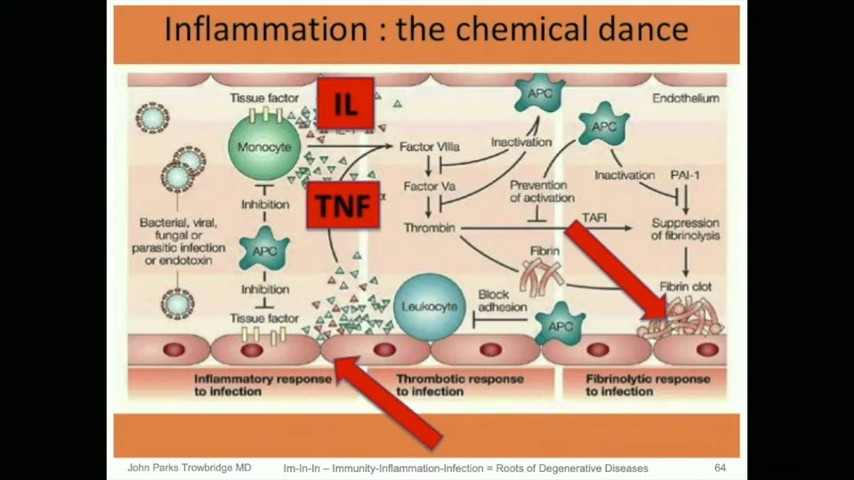 Inflammation : the chemical dance
Tissue factor
IL
APC
Endothelium
Monocyte
Factor VIIIa
Inactivation
APC
Inhibition
TNF
α
Factor Va
Prevention
of activation
Inactivation
PAI-1
Bacterial, viral,
fungal or
parasitic infection
or endotoxin
APC
Thrombin
TAFI
Suppression
of fibrinolysis
Inhibition
Fibrin
Fibrin clot
Tissue factor
Leukocyte
Block
adhesion
APC
Inflammatory response
to infection
Thrombotic response
to infection
Fibrinolytic response
to infection
John Parks Trowbridge MD
Im-In-In – Immunity-Inflammation-Infection = Roots of Degenerative Diseases
64